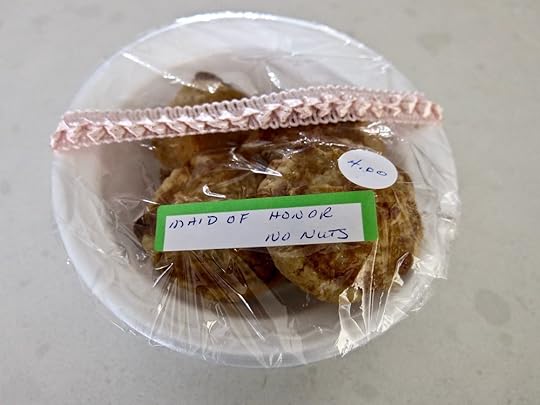 4.00
MAID OF HONOR
NO NUTS